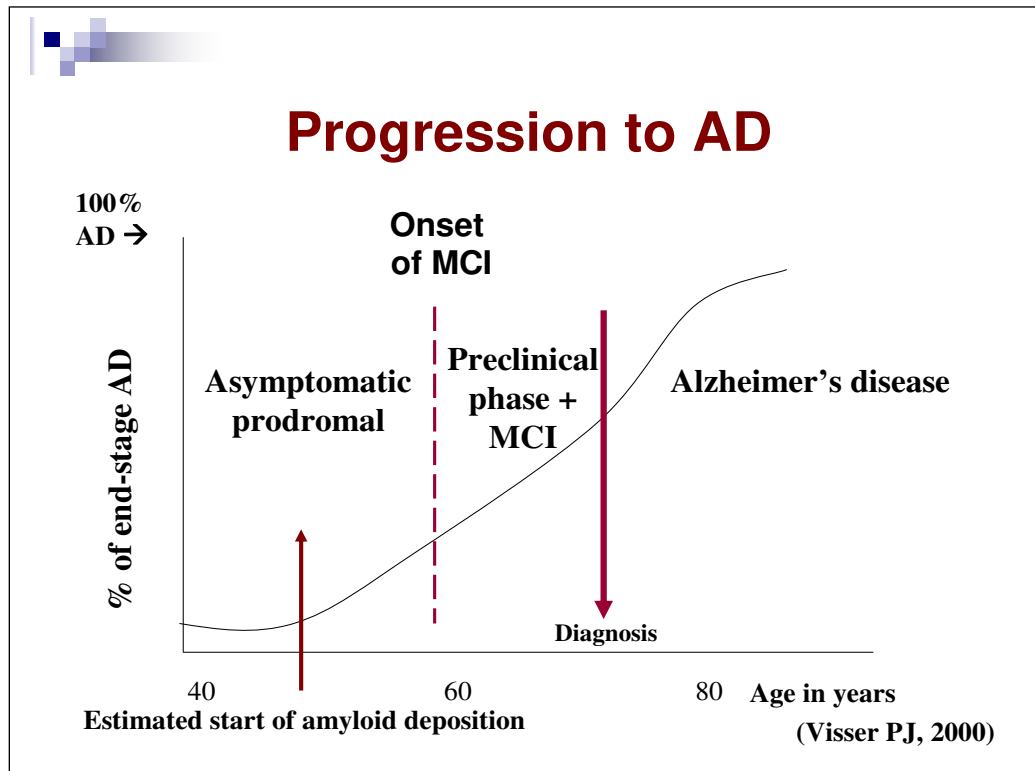 Progression to AD
100%
AD →
Onset
of MCI
% of end-stage AD
Asymptomatic
prodromal
Preclinical
phase +
MCI
Alzheimer's disease
Diagnosis
40 60 80 Age in years
Estimated start of amyloid deposition
(Visser PJ, 2000)